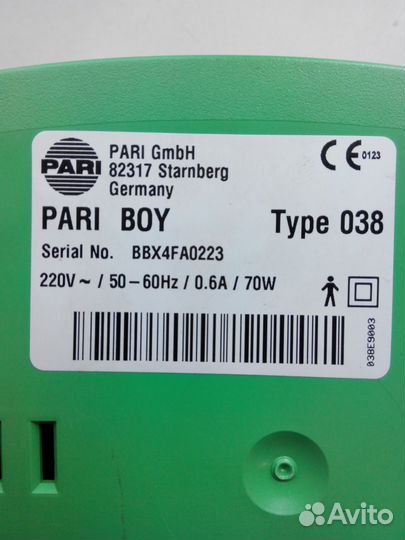 PARI
PARI GmbH
82317 Starnberg
Germany
CE 0123
PARI BOY Type 038
Serial No. BBX4FA0223
220V ~ / 50-60Hz / 0.6A / 70W
038E9003
Avito